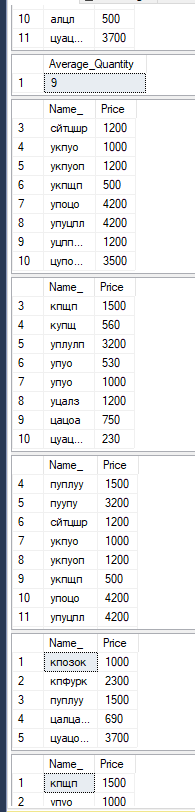 10 алцл 500
11 цуац... 3700
Average_Quantity
1 9
Name_ Price
3 сйтцшр 1200
4 укпуо 1000
5 укпуоп 1200
6 укпщп 500
7 упоцо 4200
8 упуцпл 4200
9 уцпп... 1200
10 цупо... 3500
Name_ Price
3 кпщп 1500
4 купщ 560
5 уплулп 3200
6 упуо 530
7 упуо 1000
8 уцалз 1200
9 цацоа 750
10 цуац... 230
Name_ Price
4 пуплуу 1500
5 пуупу 3200
6 сйтцшр 1200
7 укпуо 1000
8 укпуоп 1200
9 укпщп 500
10 упоцо 4200
11 упуцпл 4200
Name_ Price
1 кпозок 1000
2 кпфурк 2300
3 пуплуу 1500
4 цалца... 690
5 цуацо... 3700
Name_ Price
1 кпщп 1500
2 упуо 1000